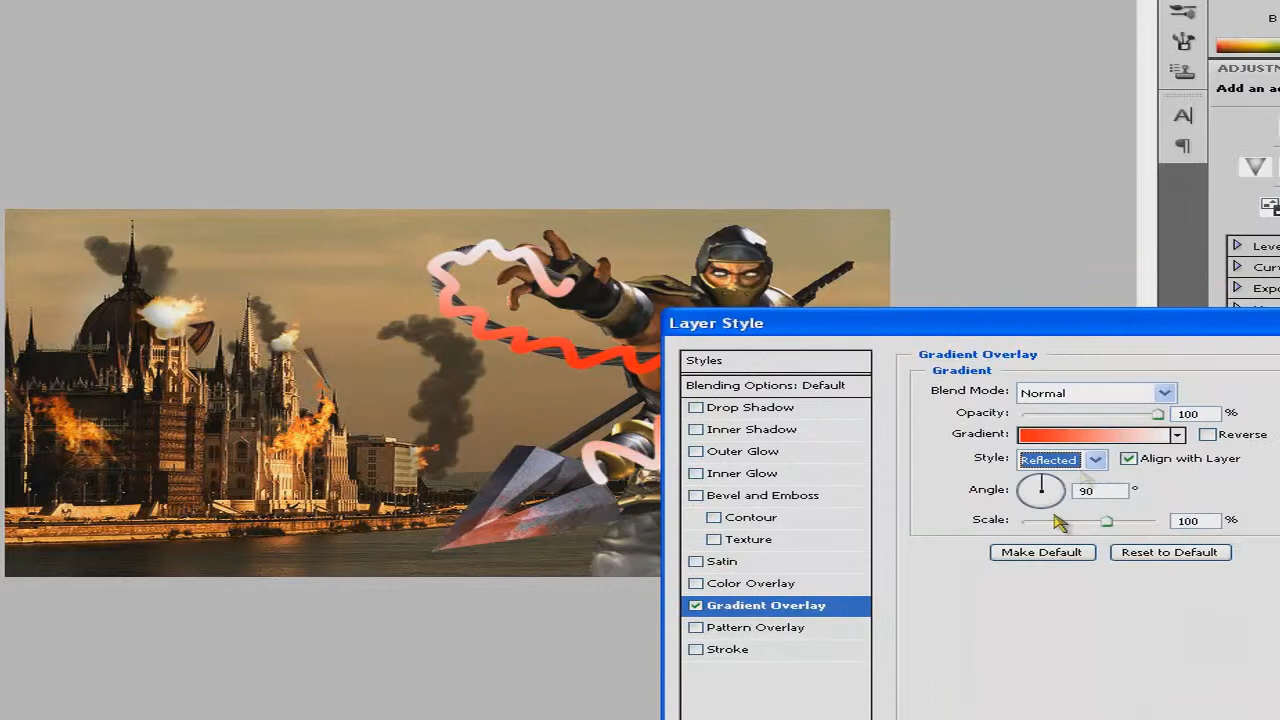 B
ADJUSTM
Add an a
A
Leve
Curv
Expo
Layer Style
Styles
Blending Options: Default
Drop Shadow
Inner Shadow
Outer Glow
Inner Glow
Bevel and Emboss
Contour
Texture
Satin
Color Overlay
Gradient Overlay
Pattern Overlay
Stroke
Gradient Overlay
Gradient
Blend Mode: Normal
Opacity: 100 %
Gradient: Reverse
Style: Reflected Align with Layer
Angle: 90 °
Scale: 100 %
Make Default Reset to Default